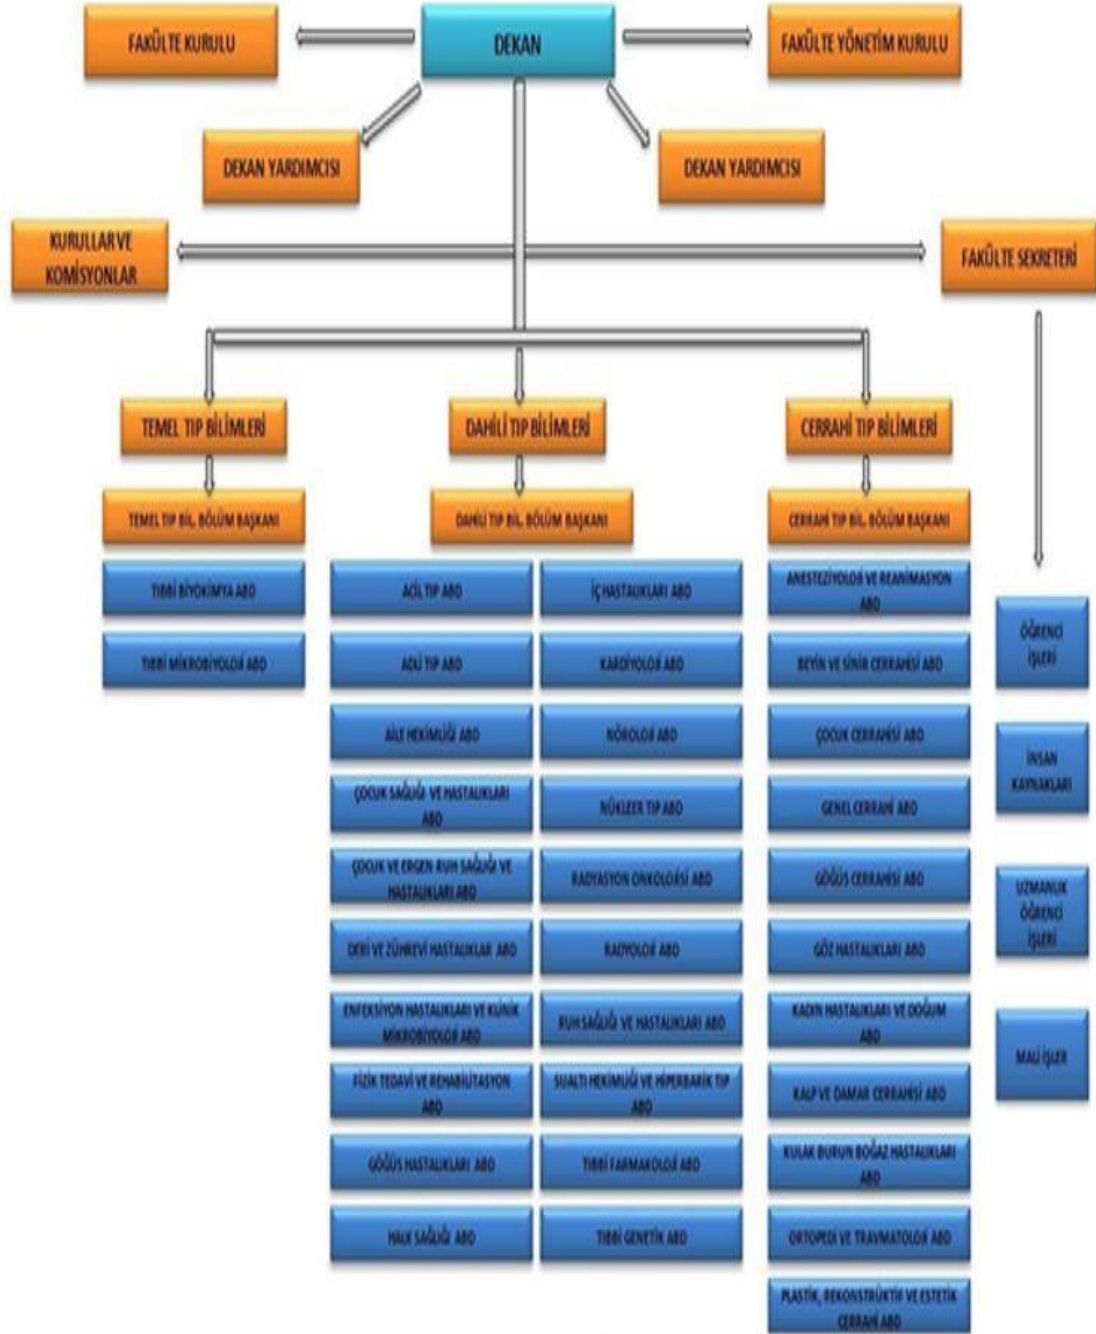 FAKÜLTE KURULU
DEKAN
FAKÜLTE YÖNETİM KURULU
DEKAN YARDIMCISI
DEKAN YARDIMCISI
KURULLAR VE
KOMİSYONLAR
FAKÜLTE SEKRETERİ
TEMEL TIP BİLİMLERİ
DAHİLİ TIP BİLİMLERİ
CERRAHİ TIP BİLİMLERİ
TEMEL TIP BİL. BÖLÜM BAŞKANI
DAHİLİ TIP BİL. BÖLÜM BAŞKANI
CERRAHİ TIP BİL. BÖLÜM BAŞKANI
TIBBİ BİYOKİMYA ABD
TIBBİ MİKROBİYOLOJİ ABD
ACİL TIP ABD
ADLİ TIP ABD
AİLE HEKİMLİĞİ ABD
ÇOCUK SAĞLIĞI VE HASTALIKLARI
ABD
ÇOCUK VE ERGEN RUH SAĞLIĞI VE
HASTALIKLARI ABD
DERİ VE ZÜHREVİ HASTALIKLAR ABD
ENFEKSİYON HASTALIKLARI VE KLİNİK
MİKROBİYOLOJİ ABD
FİZİK TEDAVİ VE REHABİLİTASYON
ABD
GÖĞÜS HASTALIKLARI ABD
HALK SAĞLIĞI ABD
İÇ HASTALIKLARI ABD
KARDİYOLOJİ ABD
NÖROLOJİ ABD
NÜKLEER TIP ABD
RADYASYON ONKOLOJİSİ ABD
RADYOLOJİ ABD
RUH SAĞLIĞI VE HASTALIKLARI ABD
SUALTI HEKİMLİĞİ VE HİPERBARİK TIP
ABD
TIBBİ FARMAKOLOJİ ABD
TIBBİ GENETİK ABD
ANESTEZİYOLOJİ VE REANİMASYON
ABD
BEYİN VE SİNİR CERRAHİSİ ABD
ÇOCUK CERRAHİSİ ABD
GENEL CERRAHİ ABD
GÖĞÜS CERRAHİSİ ABD
GÖZ HASTALIKLARI ABD
KADIN HASTALIKLARI VE DOĞUM
ABD
KALP VE DAMAR CERRAHİSİ ABD
KULAK BURUN BOĞAZ HASTALIKLARI
ABD
ORTOPEDİ VE TRAVMATOLOJİ ABD
PLASTİK, REKONSTRÜKTİF VE ESTETİK
CERRAHİ ABD
ÖĞRENCİ
İŞLERİ
İNSAN
KAYNAKLARI
UZMANLIK
ÖĞRENCİ
İŞLERİ
MALİ İŞLER